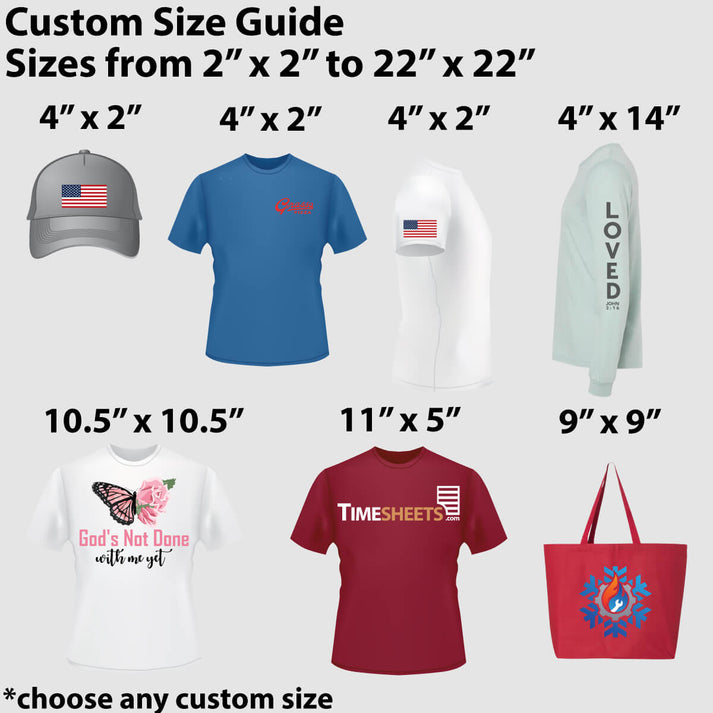 Custom Size Guide
Sizes from 2” x 2” to 22” x 22”
4” x 2”
4” x 2”
4” x 2”
4” x 14”
LOVED
JOHN
3:16
10.5” x 10.5”
11” x 5”
9” x 9”
God's Not Done
with me yet
TIMESHEETS.com
*choose any custom size